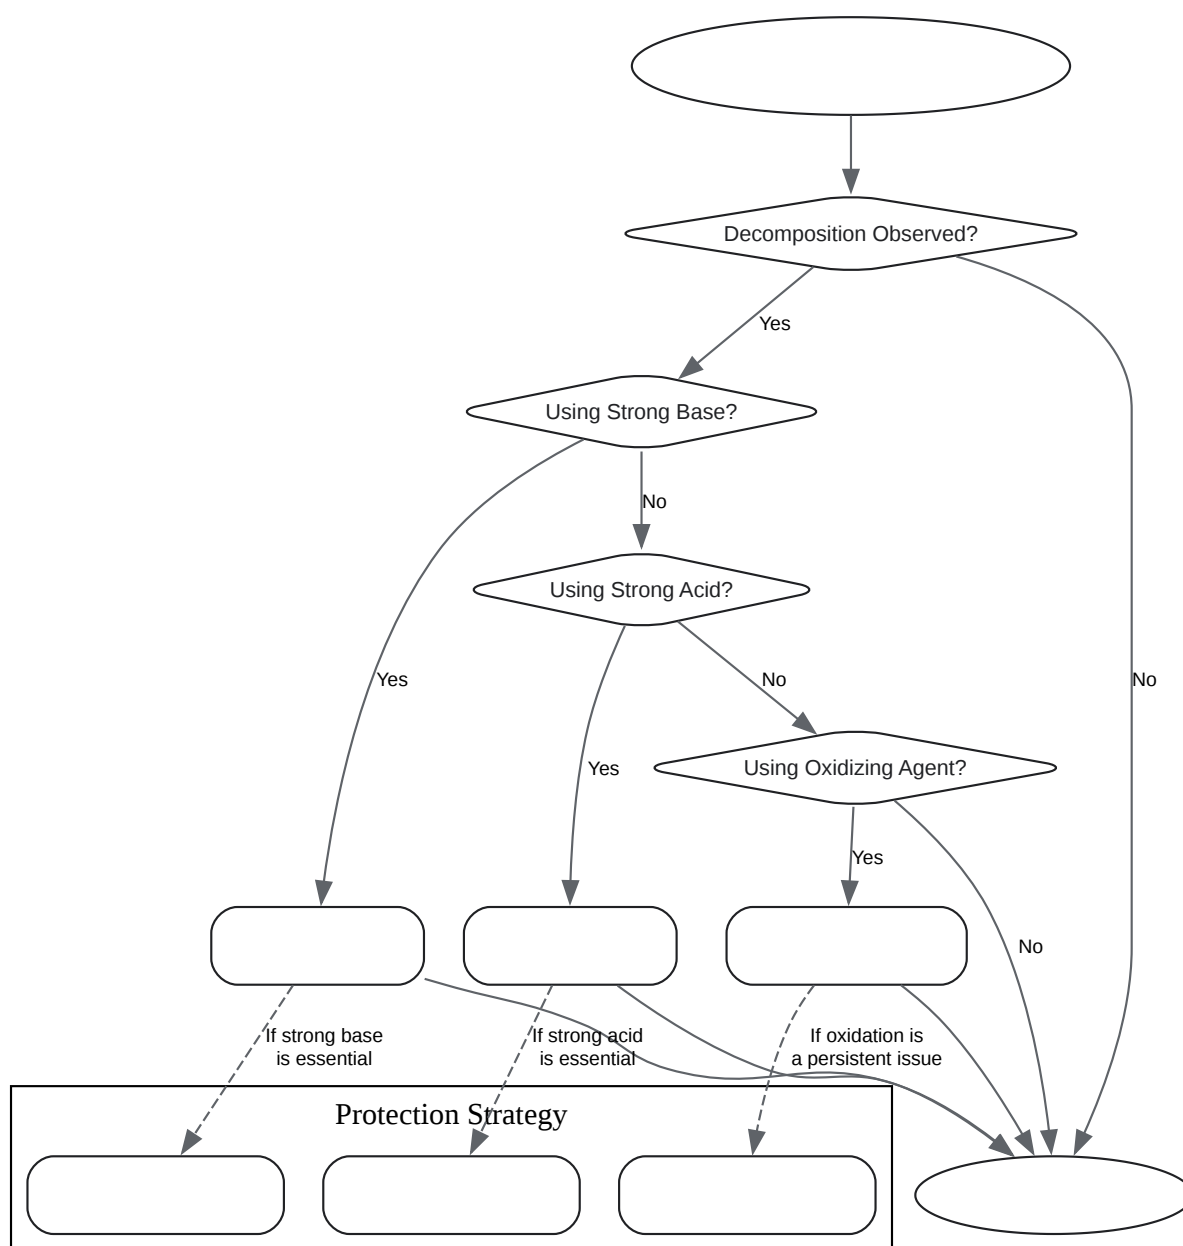 Decomposition Observed?
Yes
Using Strong Base?
No
Using Strong Acid?
Yes
No
No
Yes
Using Oxidizing Agent?
Yes
No
If strong base
is essential
If strong acid
is essential
If oxidation is
a persistent issue
Protection Strategy